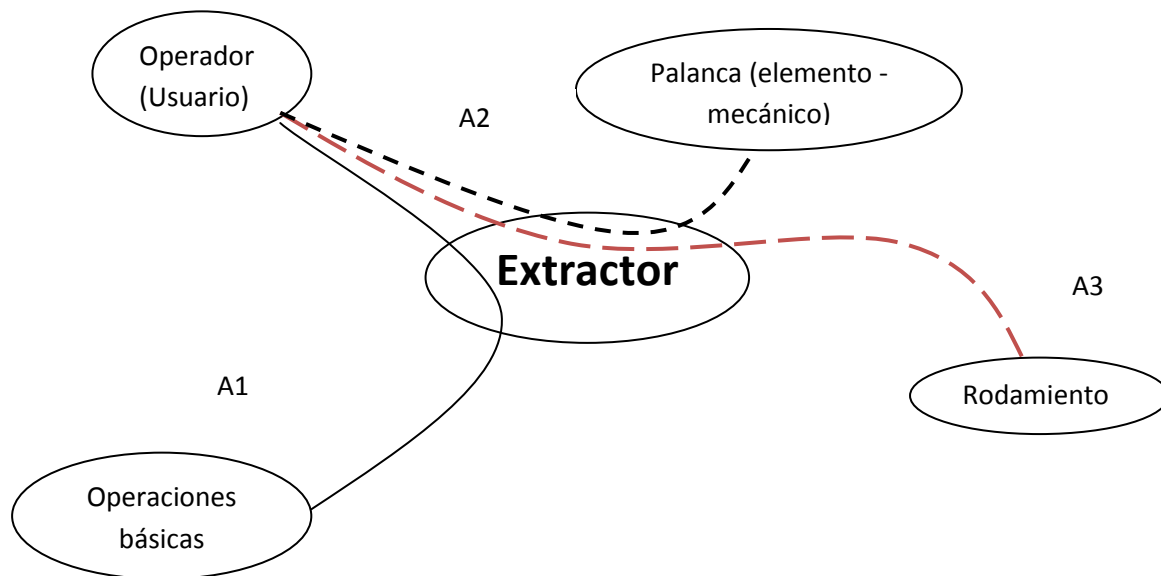 Operador
(Usuario)
Palanca (elemento -
mecánico)
A2
Extractor
A3
A1
Rodamiento
Operaciones
básicas